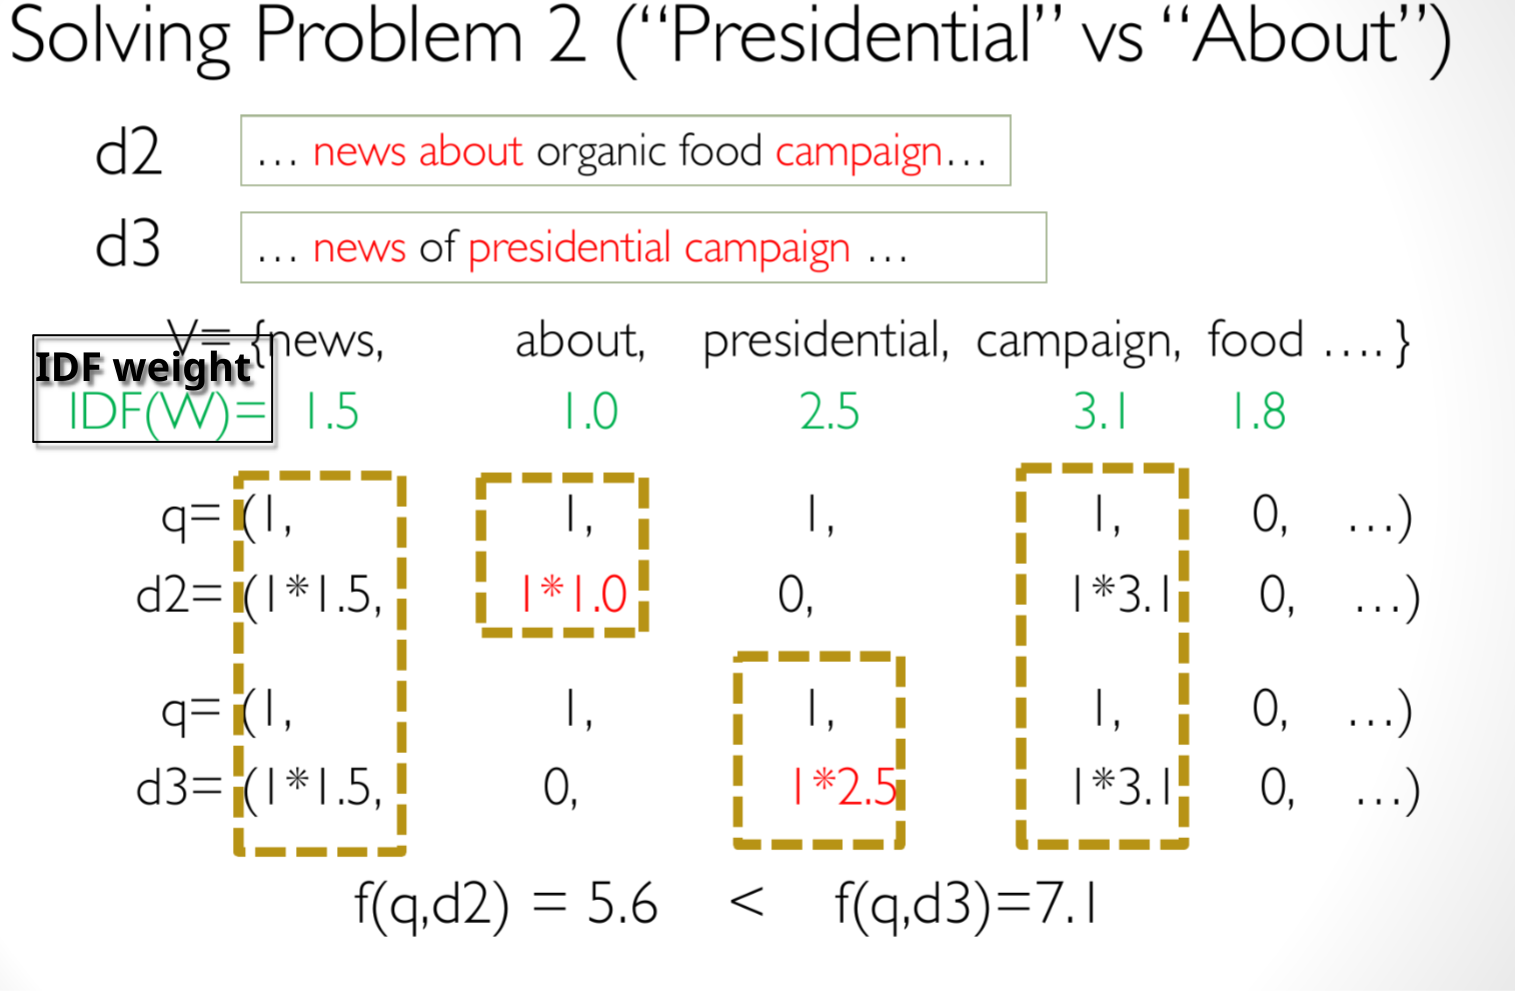 Solving Problem 2 (“Presidential” vs “About”)
d2 … news about organic food campaign…
d3 … news of presidential campaign …
V= {news, about, presidential, campaign, food ….}
IDF weight
IDF(W)= 1.5 1.0 2.5 3.1 1.8
q= (1, 1, 1, 1, 0, …)
d2= (1*1.5, 1*1.0 0, 1*3.1 0, …)
q= (1, 1, 1, 1, 0, …)
d3= (1*1.5, 0, 1*2.5 1*3.1 0, …)
f(q,d2) = 5.6 < f(q,d3)=7.1